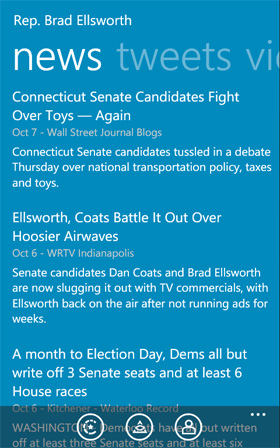 Rep. Brad Ellsworth
news tweets vi
Connecticut Senate Candidates Fight
Over Toys — Again
Oct 7 - Wall Street Journal Blogs
Connecticut Senate candidates tussled in a debate
Thursday over national transportation policy, taxes
and toys.
Ellsworth, Coats Battle It Out Over
Hoosier Airwaves
Oct 6 - WRTV Indianapolis
Senate candidates Dan Coats and Brad Ellsworth
are now slugging it out with TV commercials, with
Ellsworth back on the air after not running ads for
weeks.
A month to Election Day, Dems all but
write off 3 Senate seats and at least 6
House races
Oct 6 - Kitchener - Waterloo Record
WASHINGTON Democrats have but written
off at least three Senate seats and at least six